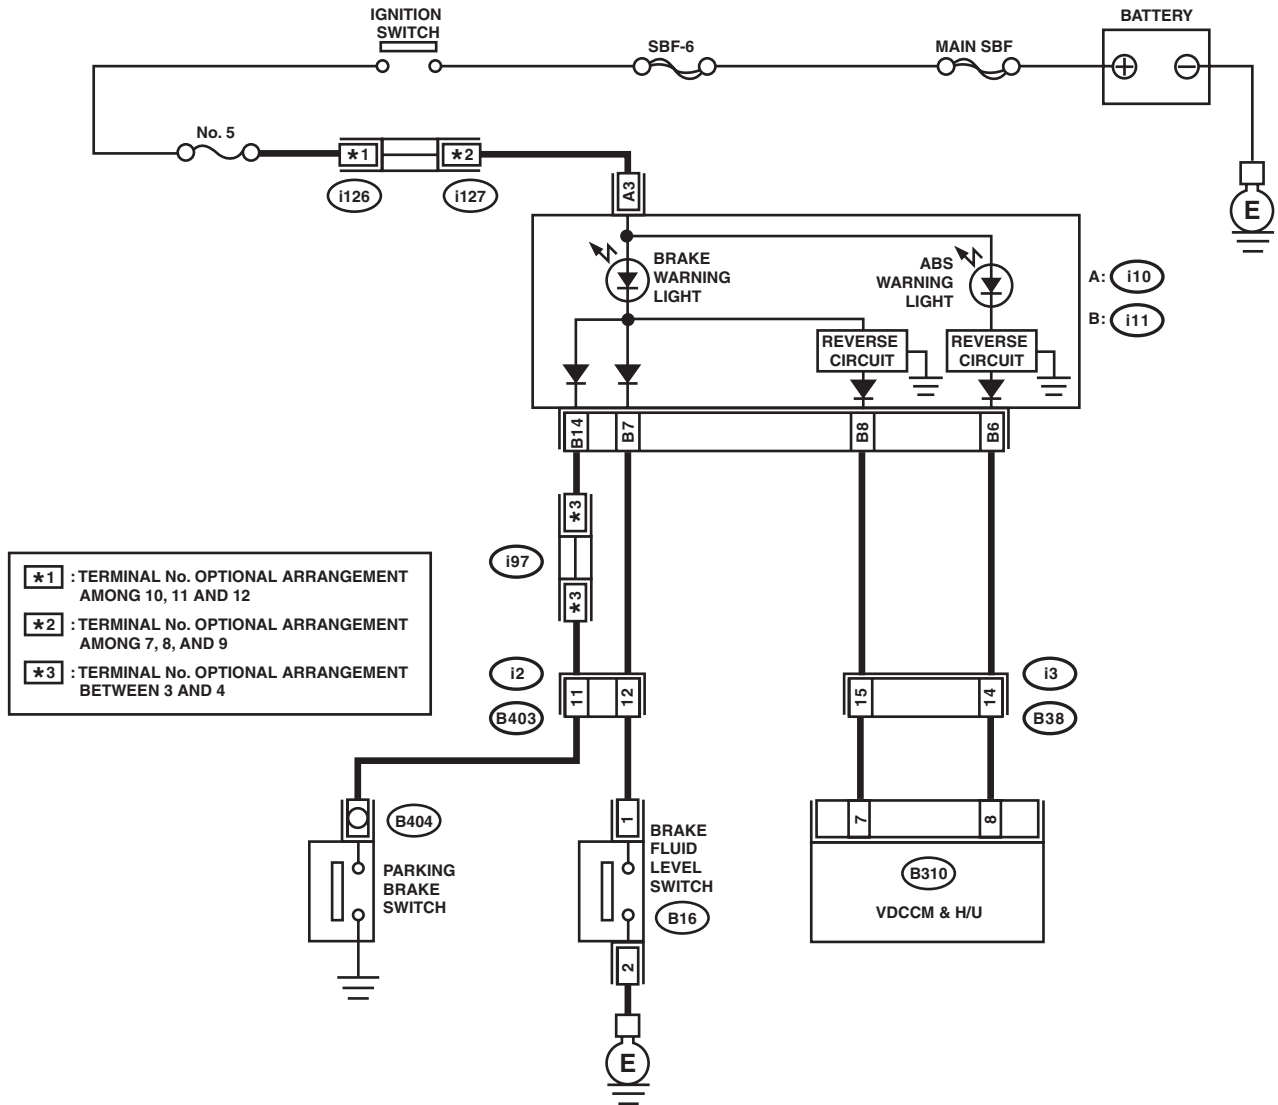 IGNITION
SWITCH
SBF-6
MAIN SBF
BATTERY
No. 5
*1
*2
i126
i127
A3
E
BRAKE
WARNING
LIGHT
ABS
WARNING
LIGHT
A: i10
B: i11
REVERSE
CIRCUIT
REVERSE
CIRCUIT
B14
B7
B8
B6
*3
i97
*3
*1 : TERMINAL No. OPTIONAL ARRANGEMENT
AMONG 10, 11 AND 12
*2 : TERMINAL No. OPTIONAL ARRANGEMENT
AMONG 7, 8, AND 9
*3 : TERMINAL No. OPTIONAL ARRANGEMENT
BETWEEN 3 AND 4
i2
B403
11
12
15
14
i3
B38
B404
PARKING
BRAKE
SWITCH
1
BRAKE
FLUID
LEVEL
SWITCH
B16
2
E
7
8
B310
VDCCM & H/U